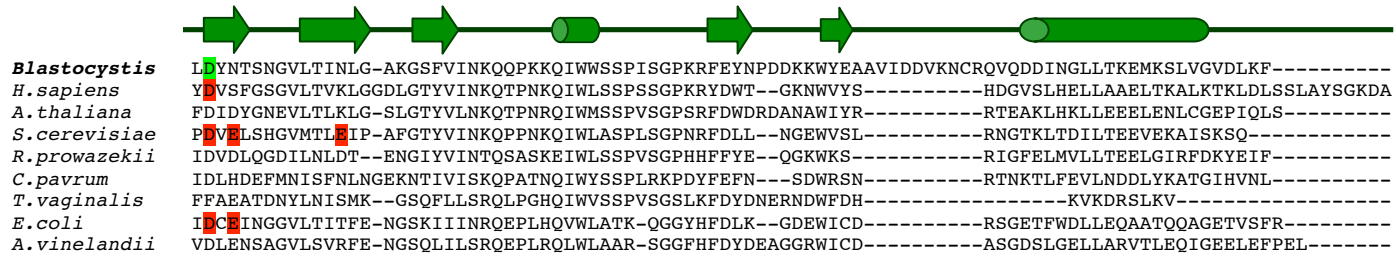 Blastocystis LDYNTSNGVLTINLG-AKGSFVINKQQPKKQIWWSSPISGPKRFEYNPDDKKWYEAAVIDDVKNCRQVQDDINGLLTKEMKSLVGVDLKF----------
H.sapiens YDVSFGSGVLTVKLGGDLGTYVINKQTPNKQIWLSSPSSGPKRYDWT--GKNWVYS------------HDGVSLHELLAAELTKALKTKLDLSSLAYSGKDA
A.thaliana FDIDYGNEVLTLKLG-SLGTYVLNKQTPNRQIWMSSPVSGPSRFDWDRDANAWIYR------------RTEAKLHKLLEEELENLCGEPIQLS---------
S.cerevisiae PDVELSHGVMTLEIP-AFGTYVINKQPPNKQIWLASPLSGPNRFDLL--NGEWVSL------------RNGTKLTDILTEEVEKAISKSQ------------
R.prowazekii IDVDLQGDILNLDT--ENGIYVINTQSASKEIWLSSPVSGPHHFFYE--QGKWKS-------------RIGFELMVLLTEELGIRFDKYEIF----------
C.pavrum IDLHDEFMNISFNLNGEKNTIVISKQPATNQIWYSSPLRKPDYFEFN---SDWRSN------------RTNKTLFEVLNDDLYKATGIHVNL----------
T.vaginalis FFAEATDNYLNISMK---GSQFLLSRQLPGHQIWVSSPVSGSLKFDYDNERNDWFDH-------------------KVKDRSLKV-----------------
E.coli IDCEINGGVLTITFE-NGSKIIINRQEPLHQVWLATK-QGGYHFDLK--GDEWICD------------RSGETFWDLLEQAATQQAGETVSFR---------
A.vinelandii VDLENSAGVLSVRFE-NGSQLILSRQEPLRQLWLAAR-SGGFHFDYDEAGGRWICD------------ASGDSLGELLARVTLEQIGEELEFPEL-------